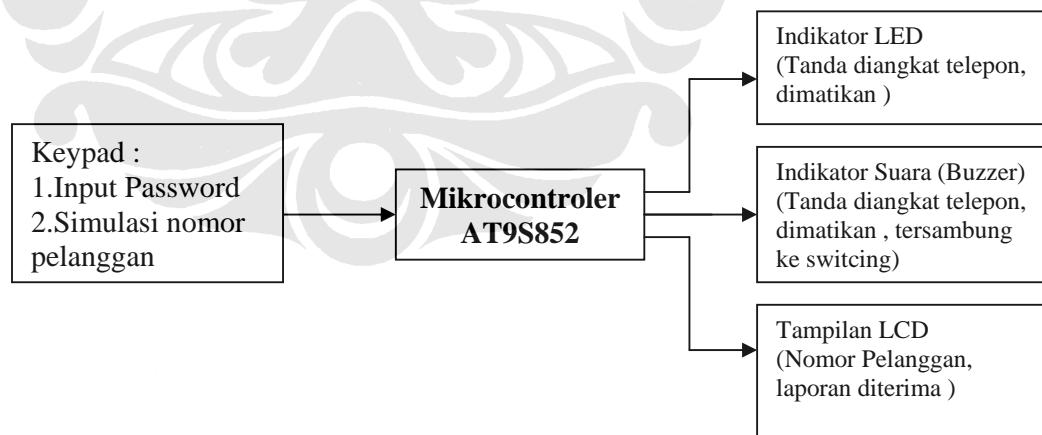 Keypad :
1.Input Password
2.Simulasi nomor
pelanggan
Mikrocontroler
AT9S852
Indikator LED
(Tanda diangkat telepon,
dimatikan )
Indikator Suara (Buzzer)
(Tanda diangkat telepon,
dimatikan , tersambung
ke switcing)
Tampilan LCD
(Nomor Pelanggan,
laporan diterima )